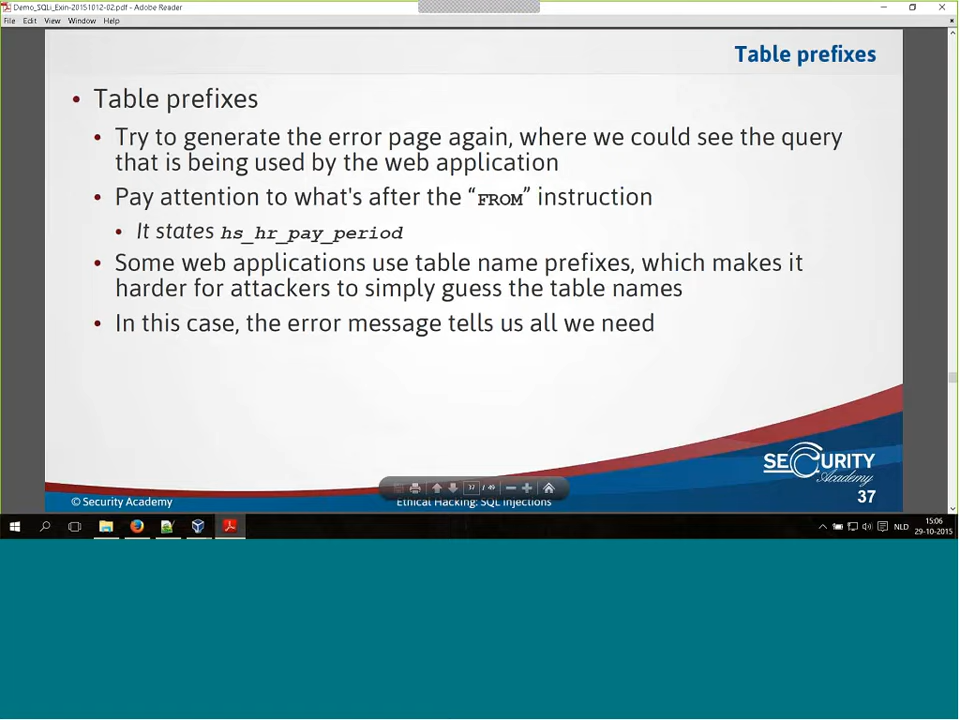 Demo_SQLi_Exin-20151012-02.pdf - Adobe Reader
File Edit View Window Help
Table prefixes
• Table prefixes
• Try to generate the error page again, where we could see the query
that is being used by the web application
• Pay attention to what's after the “FROM” instruction
• It states hs_hr_pay_period
• Some web applications use table name prefixes, which makes it
harder for attackers to simply guess the table names
• In this case, the error message tells us all we need
SECURITY
Academy
37 / 49
© Security Academy
Ethical Hacking: SQL Injections
37
NLD
15:06
29-10-2015